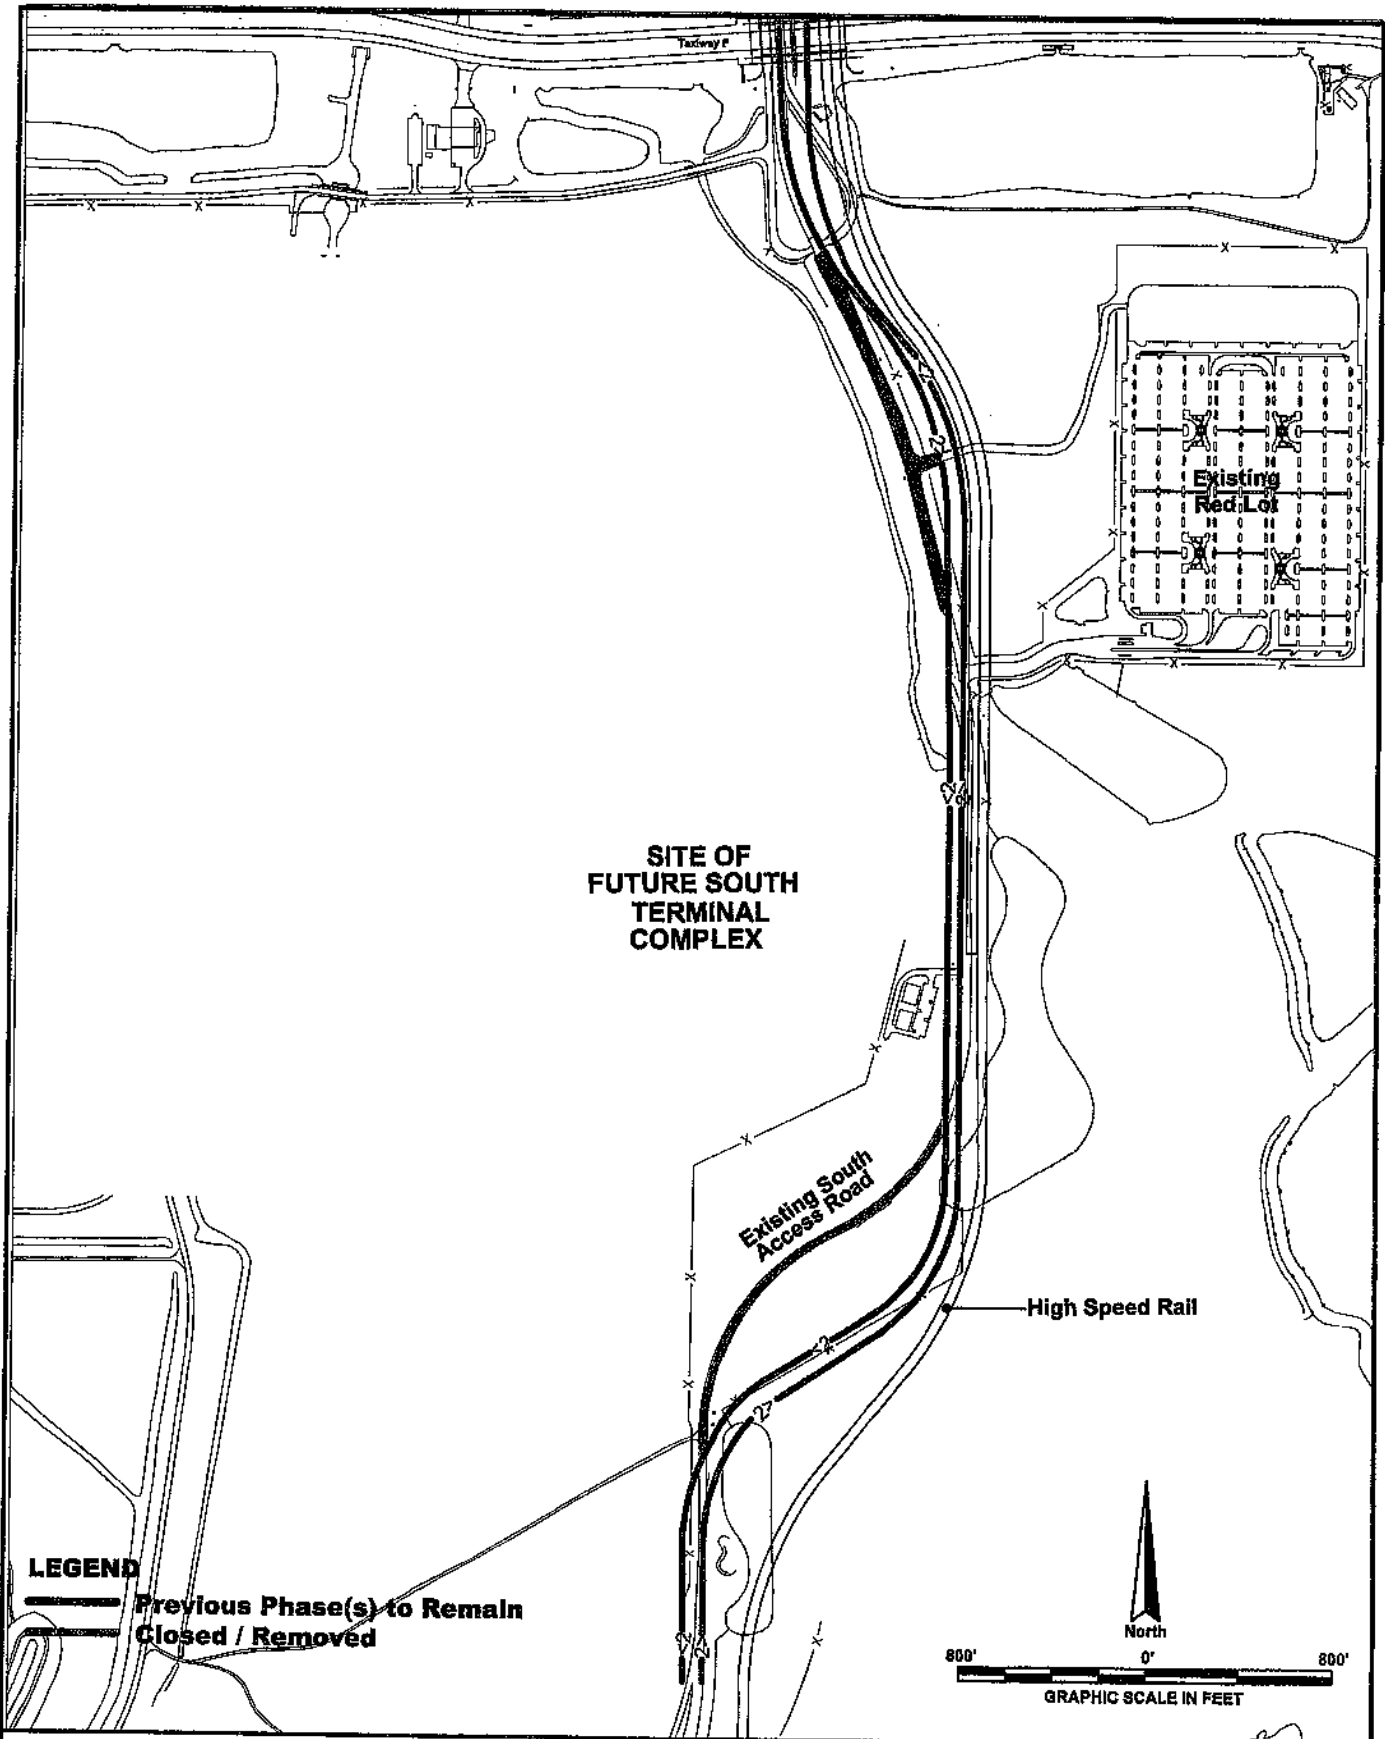 Taxiway F
Existing
Red Lot
SITE OF
FUTURE SOUTH
TERMINAL
COMPLEX
Existing South
Access Road
High Speed Rail
LEGEND
Previous Phase(s) to Remain
Closed / Removed
North
800' 0' 800'
GRAPHIC SCALE IN FEET